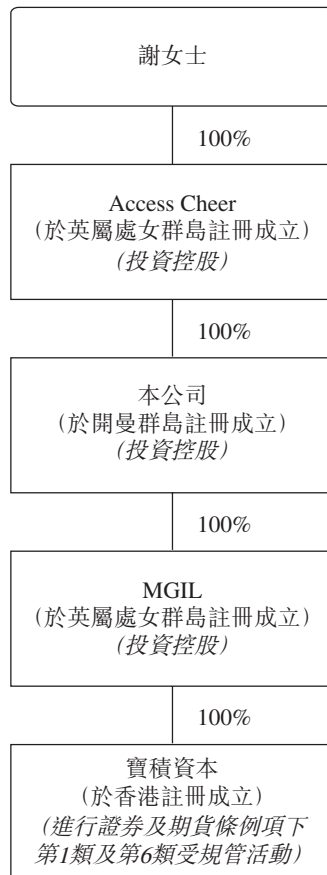 謝女士
100%
Access Cheer
（於英屬處女群島註冊成立）
（投資控股）
100%
本公司
（於開曼群島註冊成立）
（投資控股）
100%
MGIL
（於英屬處女群島註冊成立）
（投資控股）
100%
寶積資本
（於香港註冊成立）
（進行證券及期貨條例項下
第1類及第6類受規管活動）